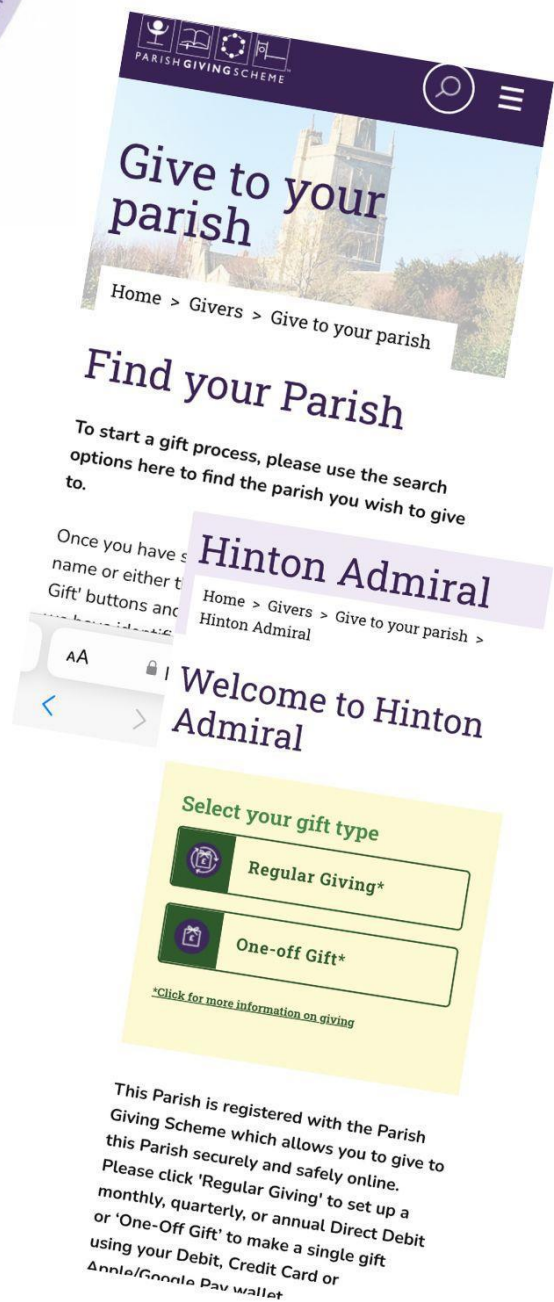 PARISH GIVING SCHEME
Give to your
parish
Home > Givers > Give to your parish
Find your Parish
To start a gift process, please use the search
options here to find the parish you wish to give
to.
Once you have s
name or either t
Gift' buttons and
we have identifi
AA
Hinton Admiral
Home > Givers > Give to your parish >
Hinton Admiral
Welcome to Hinton
Admiral
Select your gift type
Regular Giving*
One-off Gift*
*Click for more information on giving
This Parish is registered with the Parish
Giving Scheme which allows you to give to
this Parish securely and safely online.
Please click 'Regular Giving' to set up a
monthly, quarterly, or annual Direct Debit
or ‘One-Off Gift’ to make a single gift
using your Debit, Credit Card or
Apple/Google Pay wallet